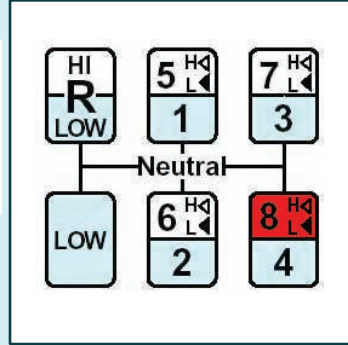 HI
R
LOW
5 H◁
L◀
1
7 H◁
L◀
3
Neutral
LOW
6 H◁
L◀
2
8 H◁
L◀
4